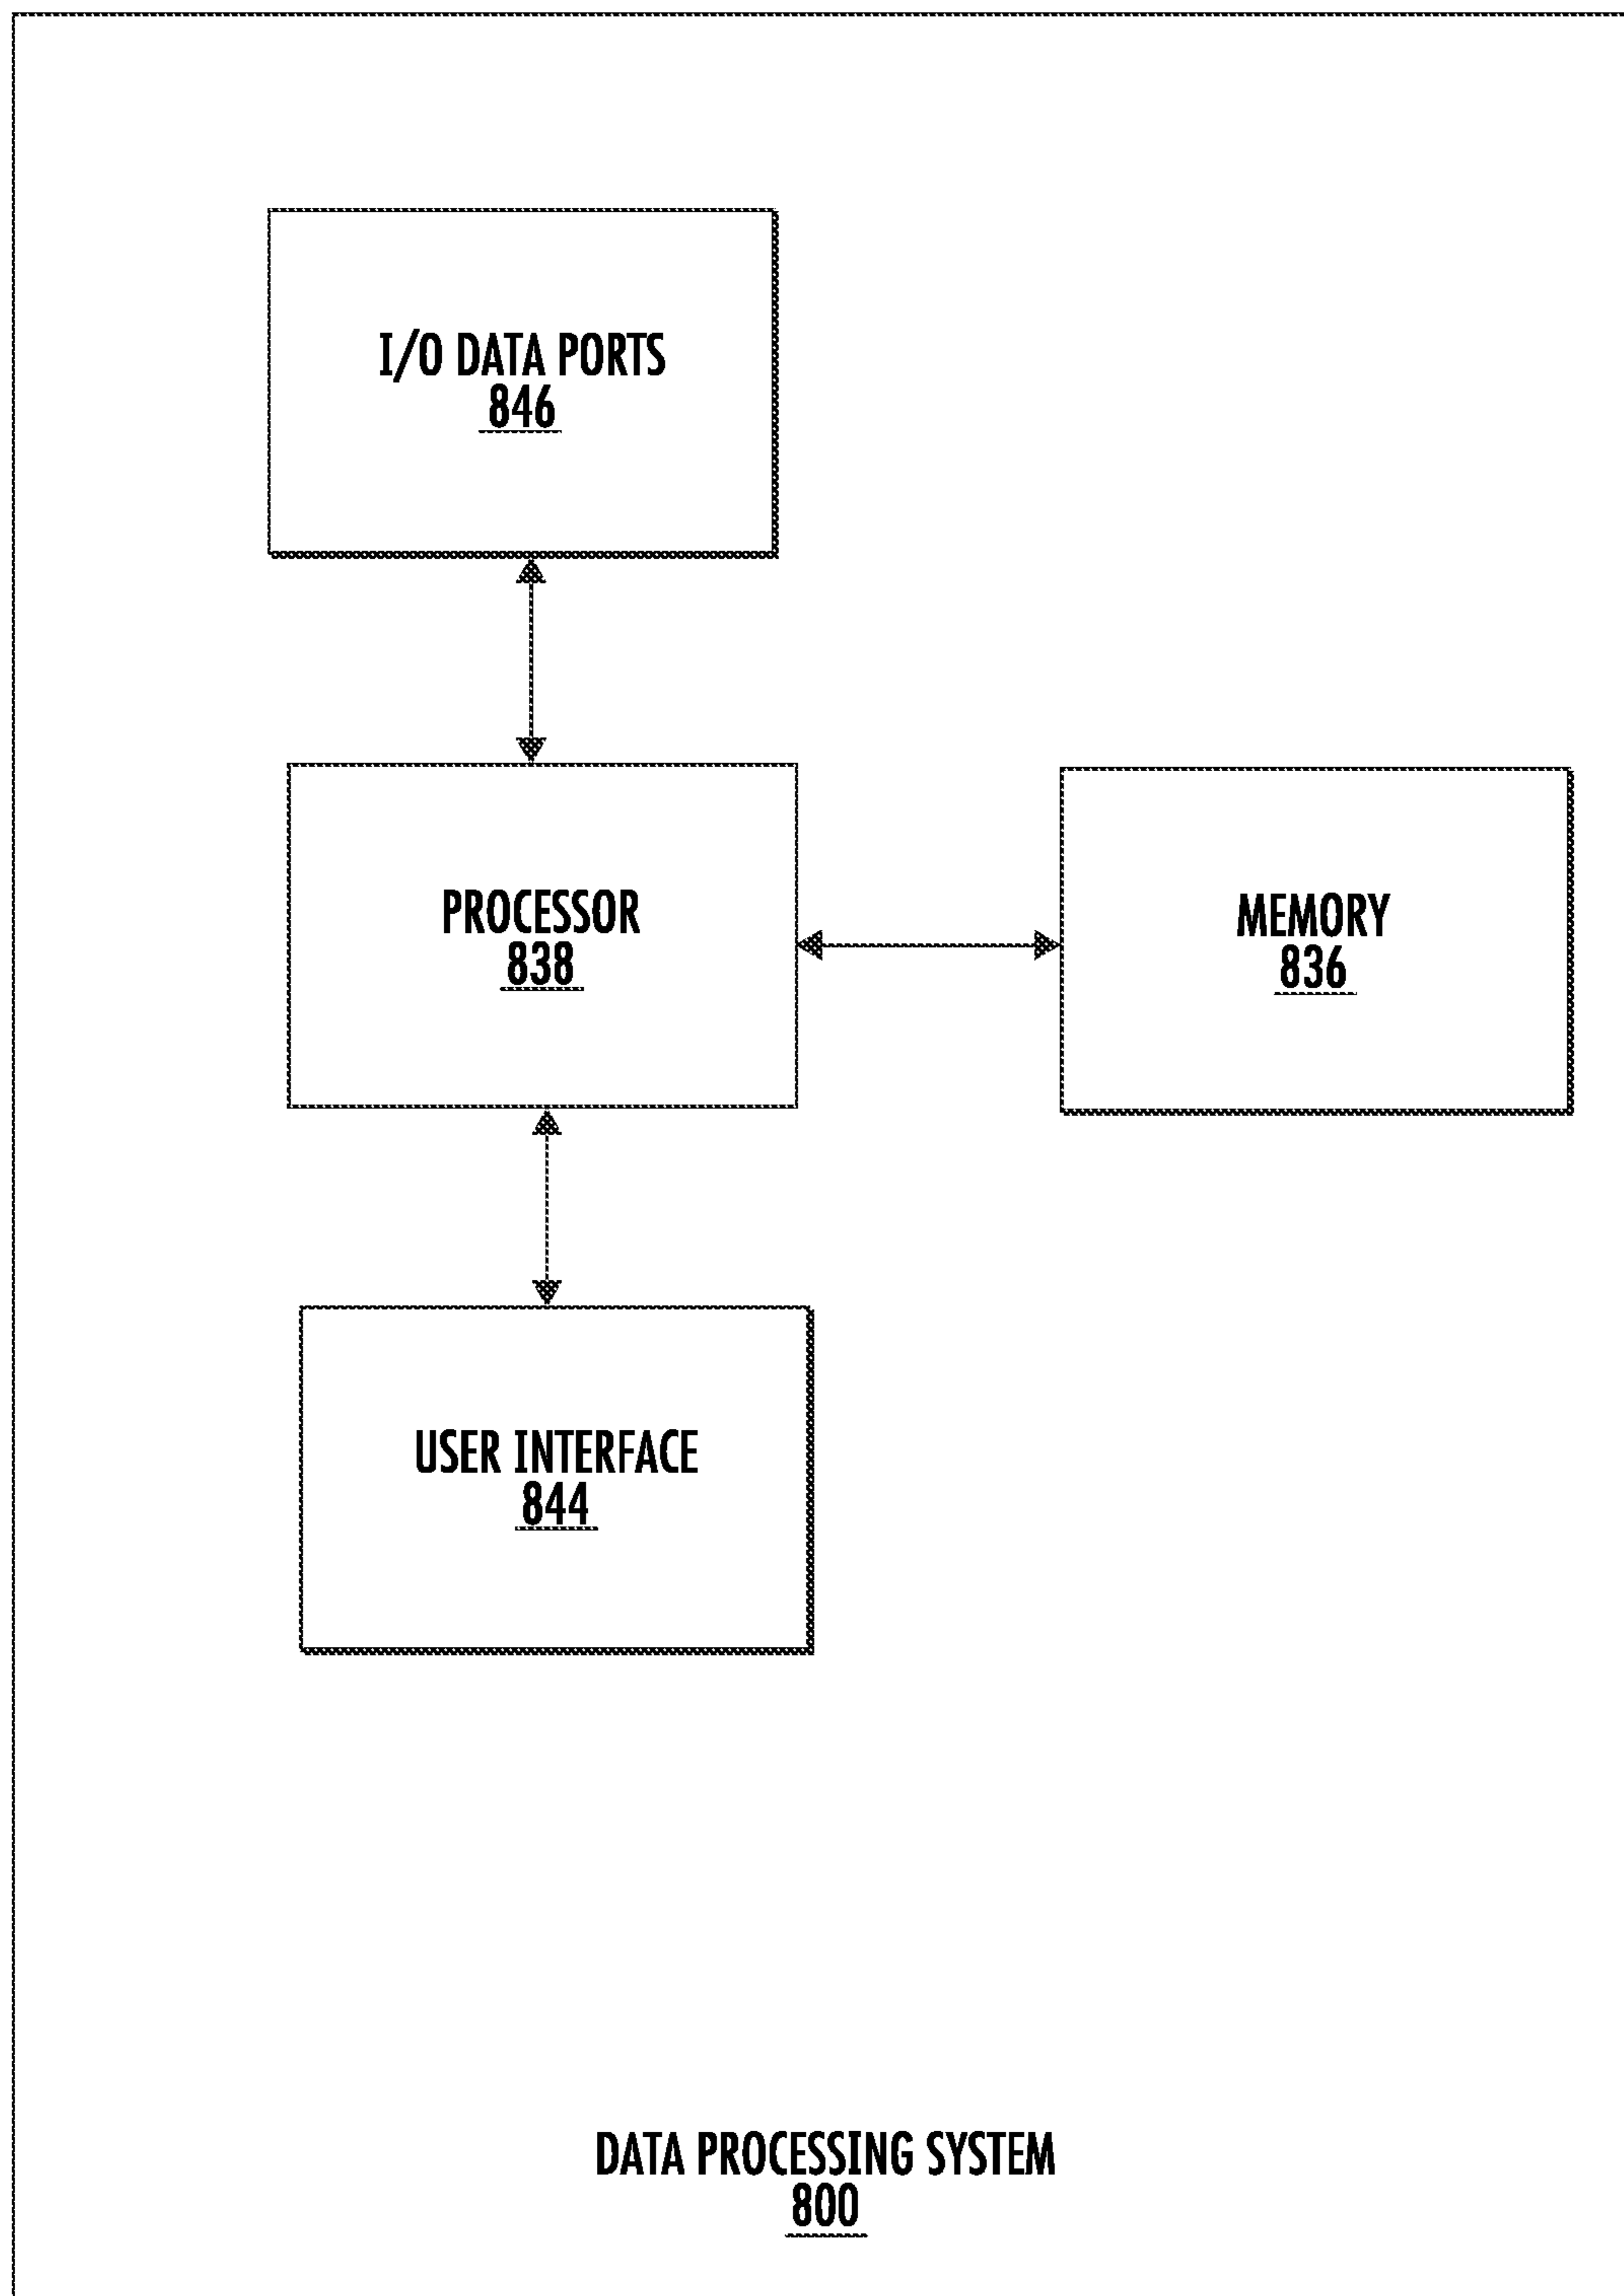 I/O DATA PORTS
846
PROCESSOR
838
MEMORY
836
USER INTERFACE
844
DATA PROCESSING SYSTEM
800